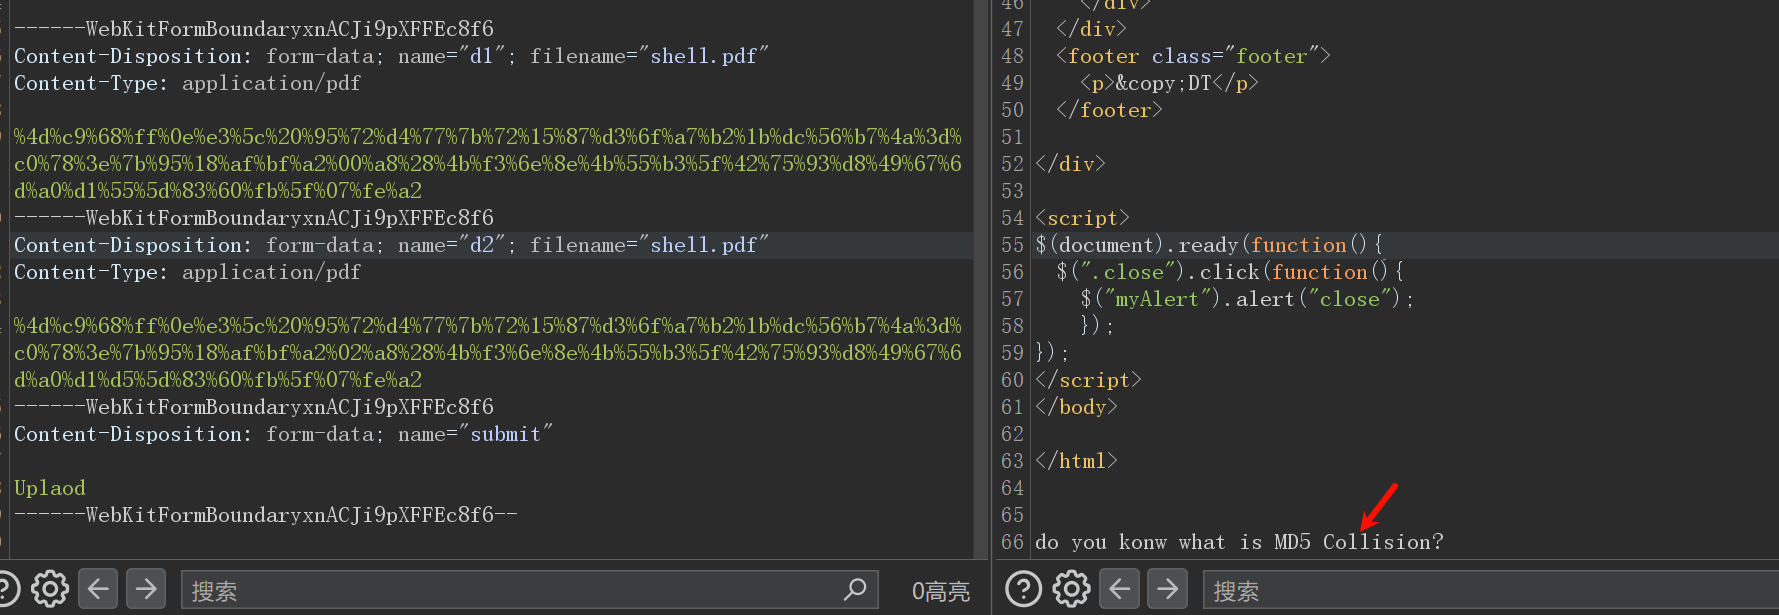 ------WebKitFormBoundaryxnACJi9pXFFEc8f6
Content-Disposition: form-data; name="d1"; filename="shell.pdf"
Content-Type: application/pdf
%4d%c9%68%ff%0e%e3%5c%20%95%72%d4%77%7b%72%15%87%d3%6f%a7%b2%1b%dc%56%b7%4a%3d%
c0%78%3e%7b%95%18%af%bf%a2%00%a8%28%4b%f3%6e%8e%4b%55%b3%5f%42%75%93%d8%49%67%6
d%a0%d1%55%5d%83%60%fb%5f%07%fe%a2
------WebKitFormBoundaryxnACJi9pXFFEc8f6
Content-Disposition: form-data; name="d2"; filename="shell.pdf"
Content-Type: application/pdf
%4d%c9%68%ff%0e%e3%5c%20%95%72%d4%77%7b%72%15%87%d3%6f%a7%b2%1b%dc%56%b7%4a%3d%
c0%78%3e%7b%95%18%af%bf%a2%02%a8%28%4b%f3%6e%8e%4b%55%b3%5f%42%75%93%d8%49%67%6
d%a0%d1%d5%5d%83%60%fb%5f%07%fe%a2
------WebKitFormBoundaryxnACJi9pXFFEc8f6
Content-Disposition: form-data; name="submit"
Uplaod
------WebKitFormBoundaryxnACJi9pXFFEc8f6--
搜索
0高亮
46 </div>
47 </div>
48 <footer class="footer">
49 <p>&copy;DT</p>
50 </footer>
51
52 </div>
53
54 <script>
55 $(document).ready(function(){
56 $(".close").click(function(){
57 $("myAlert").alert("close");
58 });
59 });
60 </script>
61 </body>
62
63 </html>
64
65
66 do you konw what is MD5 Collision?
搜索